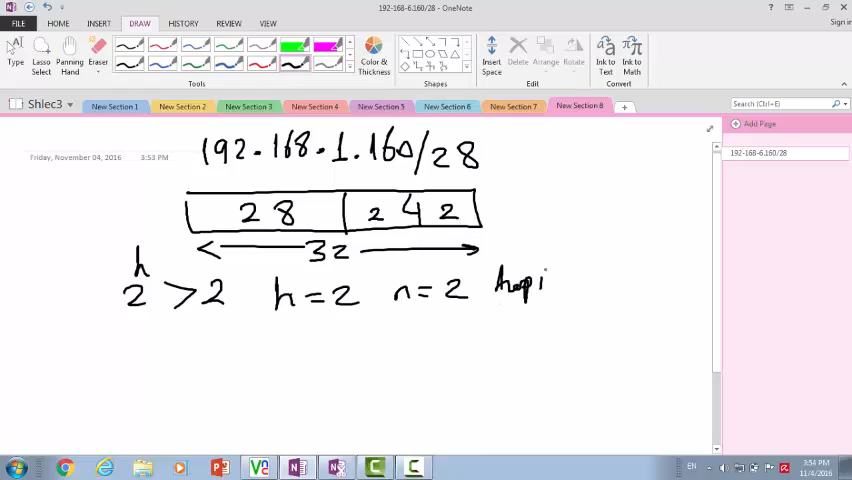 192-168-6.160/28 - OneNote
FILE HOME INSERT DRAW HISTORY REVIEW VIEW
Sign in
Type Lasso Select Panning Hand Eraser Color & Thickness Insert Space Delete Arrange Rotate Ink to Text Ink to Math
Tools Shapes Edit Convert
Shlec3 New Section 1 New Section 2 New Section 3 New Section 4 New Section 5 New Section 6 New Section 7 New Section 8 Search (Ctrl+E)
Add Page
192-168-6.160/28
Friday, November 04, 2016 3:53 PM
192.168.1.160/28
28 2 4 2
32
2^h > 2 h = 2 n = 2
EN 3:54 PM
11/4/2016